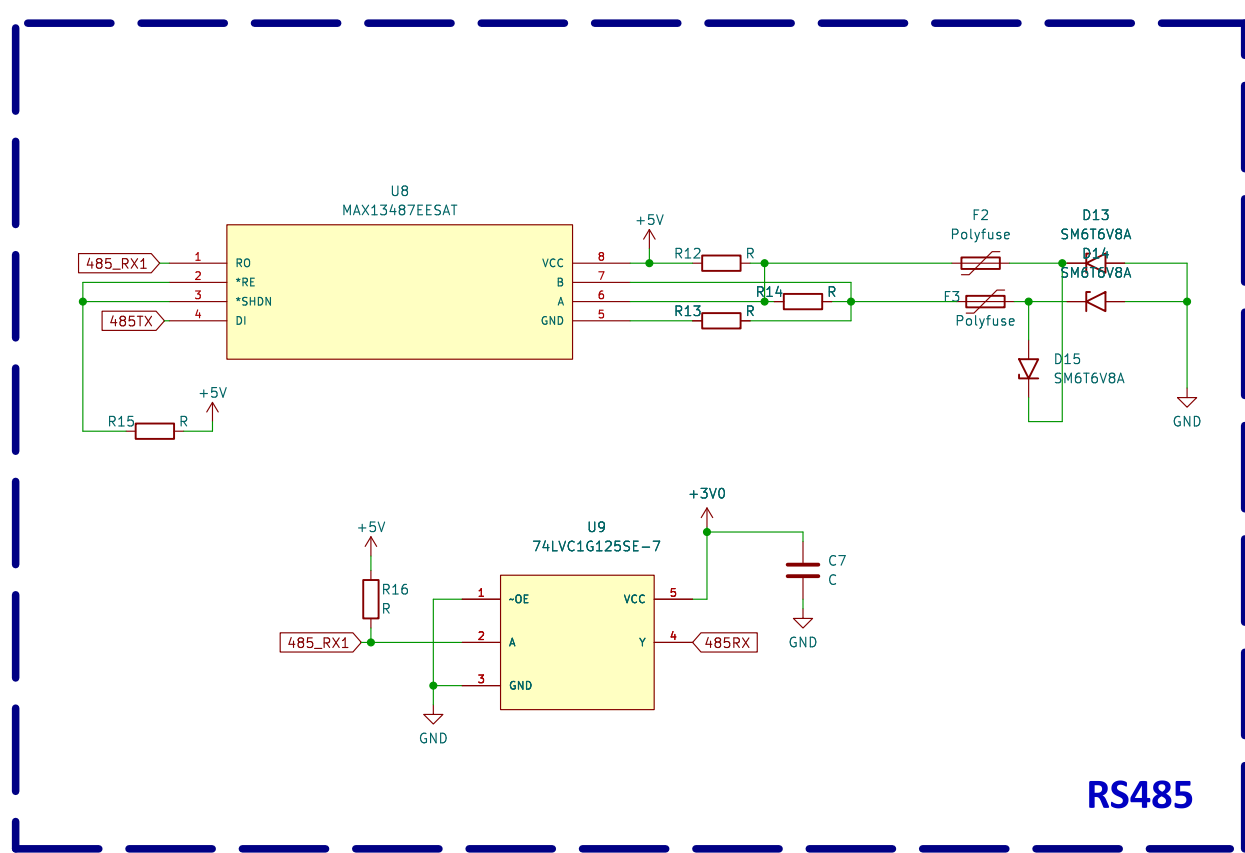 U8
MAX13487EESAT
485_RX1
1
RO
2
*RE
3
*SHDN
485TX
4
DI
VCC
8
B
7
A
6
GND
5
+5V
R12
R
R14
R
R13
R
F2
Polyfuse
F3
Polyfuse
D13
SM6T6V8A
D14
SM6T6V8A
D15
SM6T6V8A
GND
R15
R
+5V
+5V
R16
R
485_RX1
U9
74LVC1G125SE-7
1
~OE
2
A
3
GND
VCC
5
Y
4
485RX
GND
+3V0
C7
C
GND
RS485